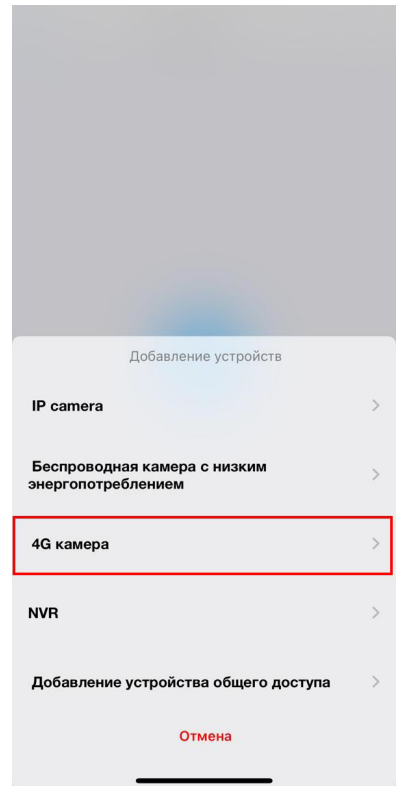 Добавление устройств
IP camera
Беспроводная камера с низким
энергопотреблением
4G камера
NVR
Добавление устройства общего доступа
Отмена